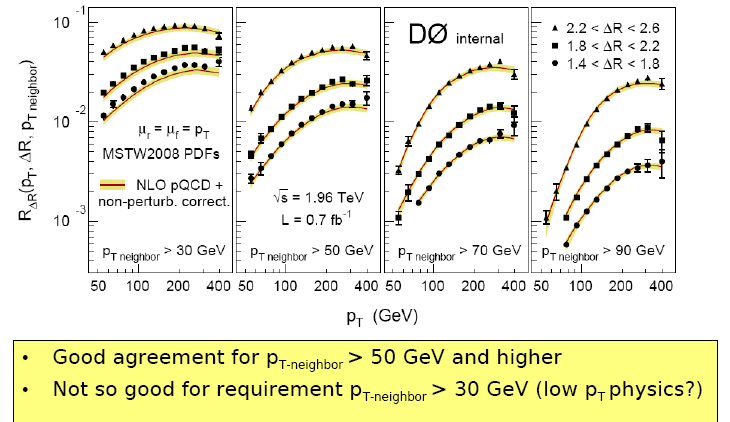 R_ΔR(p_T, ΔR, p_T neighbor)
10⁻¹
10⁻²
10⁻³
μ_r = μ_f = p_T
MSTW2008 PDFs
NLO pQCD +
non-perturb. correct.
p_T neighbor > 30 GeV
√s = 1.96 TeV
L = 0.7 fb⁻¹
p_T neighbor > 50 GeV
DØ internal
p_T neighbor > 70 GeV
2.2 < ΔR < 2.6
1.8 < ΔR < 2.2
1.4 < ΔR < 1.8
p_T neighbor > 90 GeV
50 100 200 400 50 100 200 400 50 100 200 400 50 100 200 400
p_T (GeV)
• Good agreement for p_T-neighbor > 50 GeV and higher
• Not so good for requirement p_T-neighbor > 30 GeV (low p_T physics?)